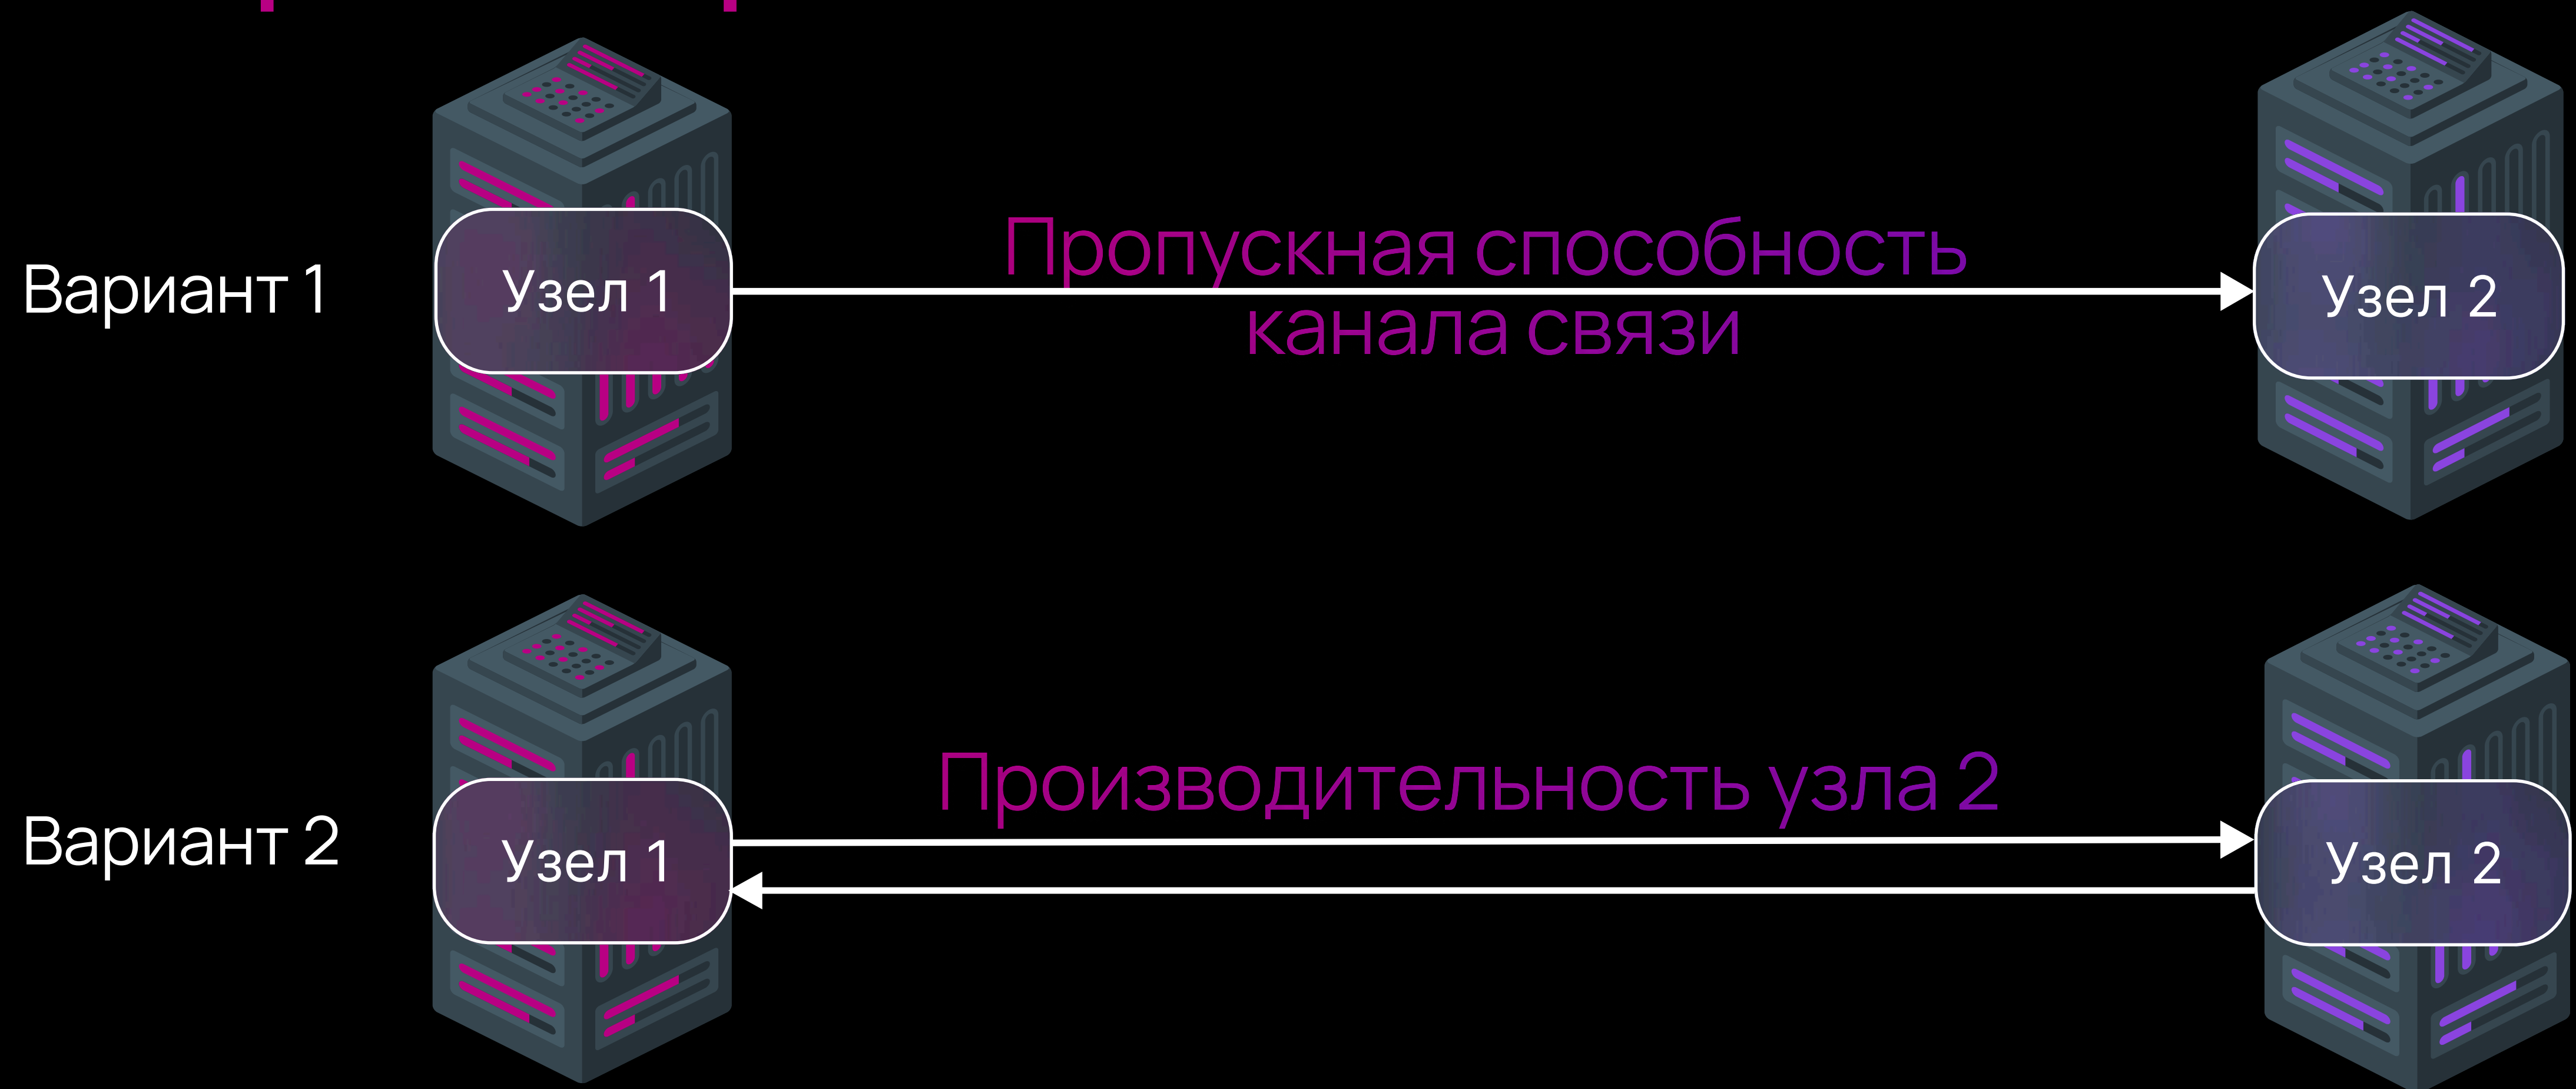 Вариант 1
Узел 1
Пропускная способность
канала связи
Узел 2
Вариант 2
Узел 1
Производительность узла 2
Узел 2